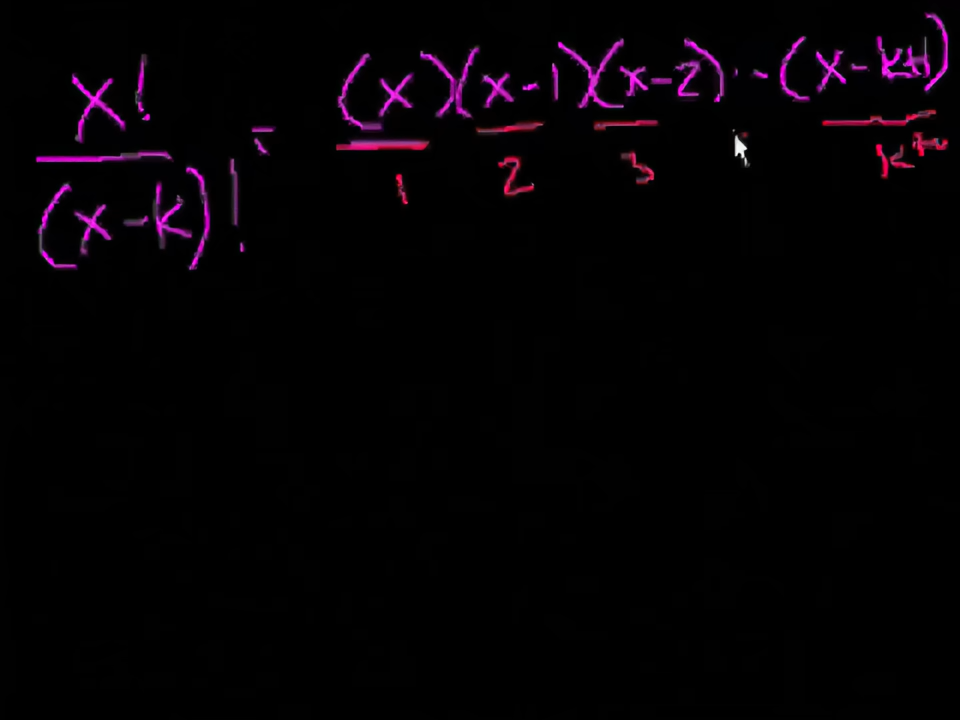 x! / (x-k)! = (x)(x-1)(x-2) ·· (x-k+1)
1 2 3 · kth